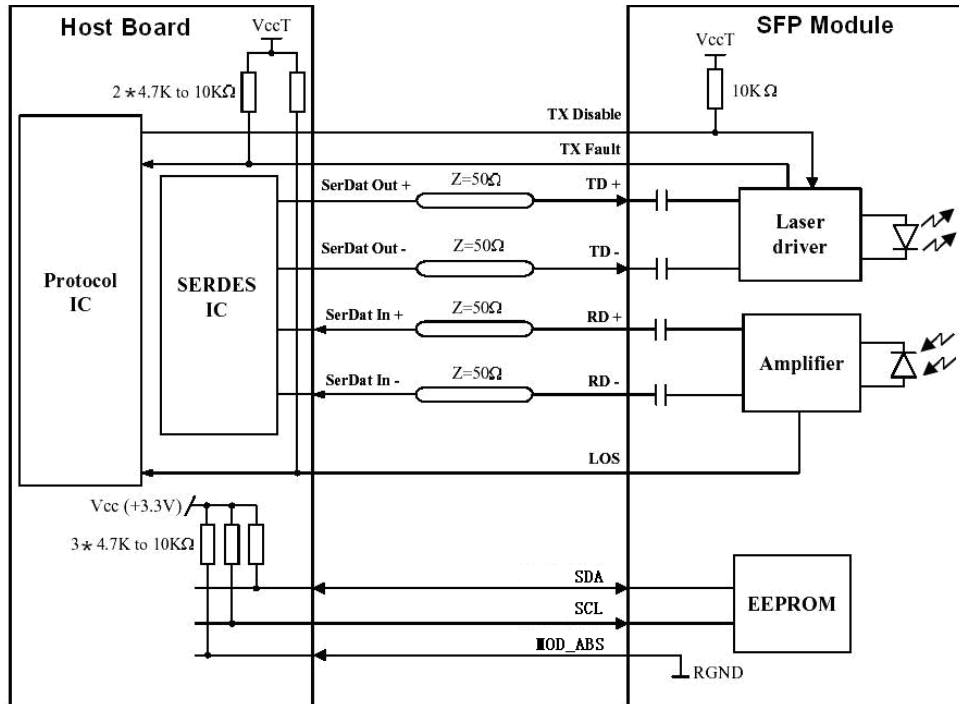 Host Board
SFP Module
VccT
VccT
2*4.7K to 10KΩ
10KΩ
TX Disable
TX Fault
SerDat Out +
Z=50Ω
TD +
Laser driver
SerDat Out -
Z=50Ω
TD -
Protocol IC
SERDES IC
SerDat In +
Z=50Ω
RD +
Amplifier
SerDat In -
Z=50Ω
RD -
LOS
Vcc (+3.3V)
3*4.7K to 10KΩ
SDA
EEPROM
SCL
MOD_ABS
RGND